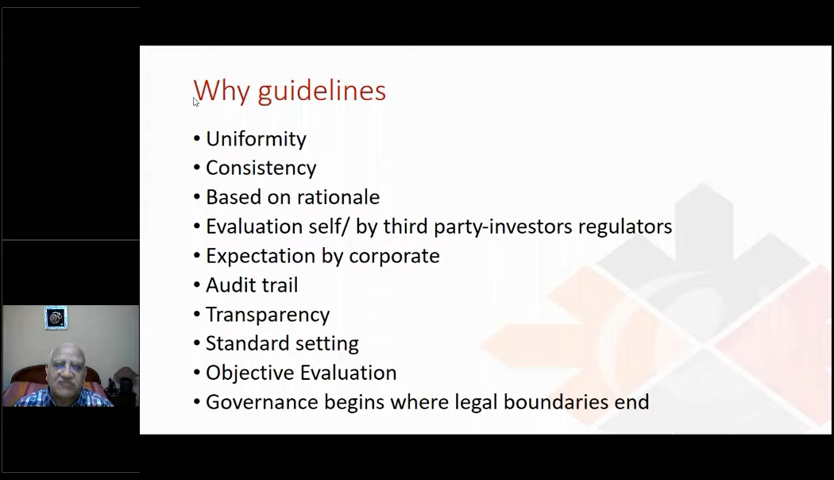 Why guidelines
• Uniformity
• Consistency
• Based on rationale
• Evaluation self/ by third party-investors regulators
• Expectation by corporate
• Audit trail
• Transparency
• Standard setting
• Objective Evaluation
• Governance begins where legal boundaries end